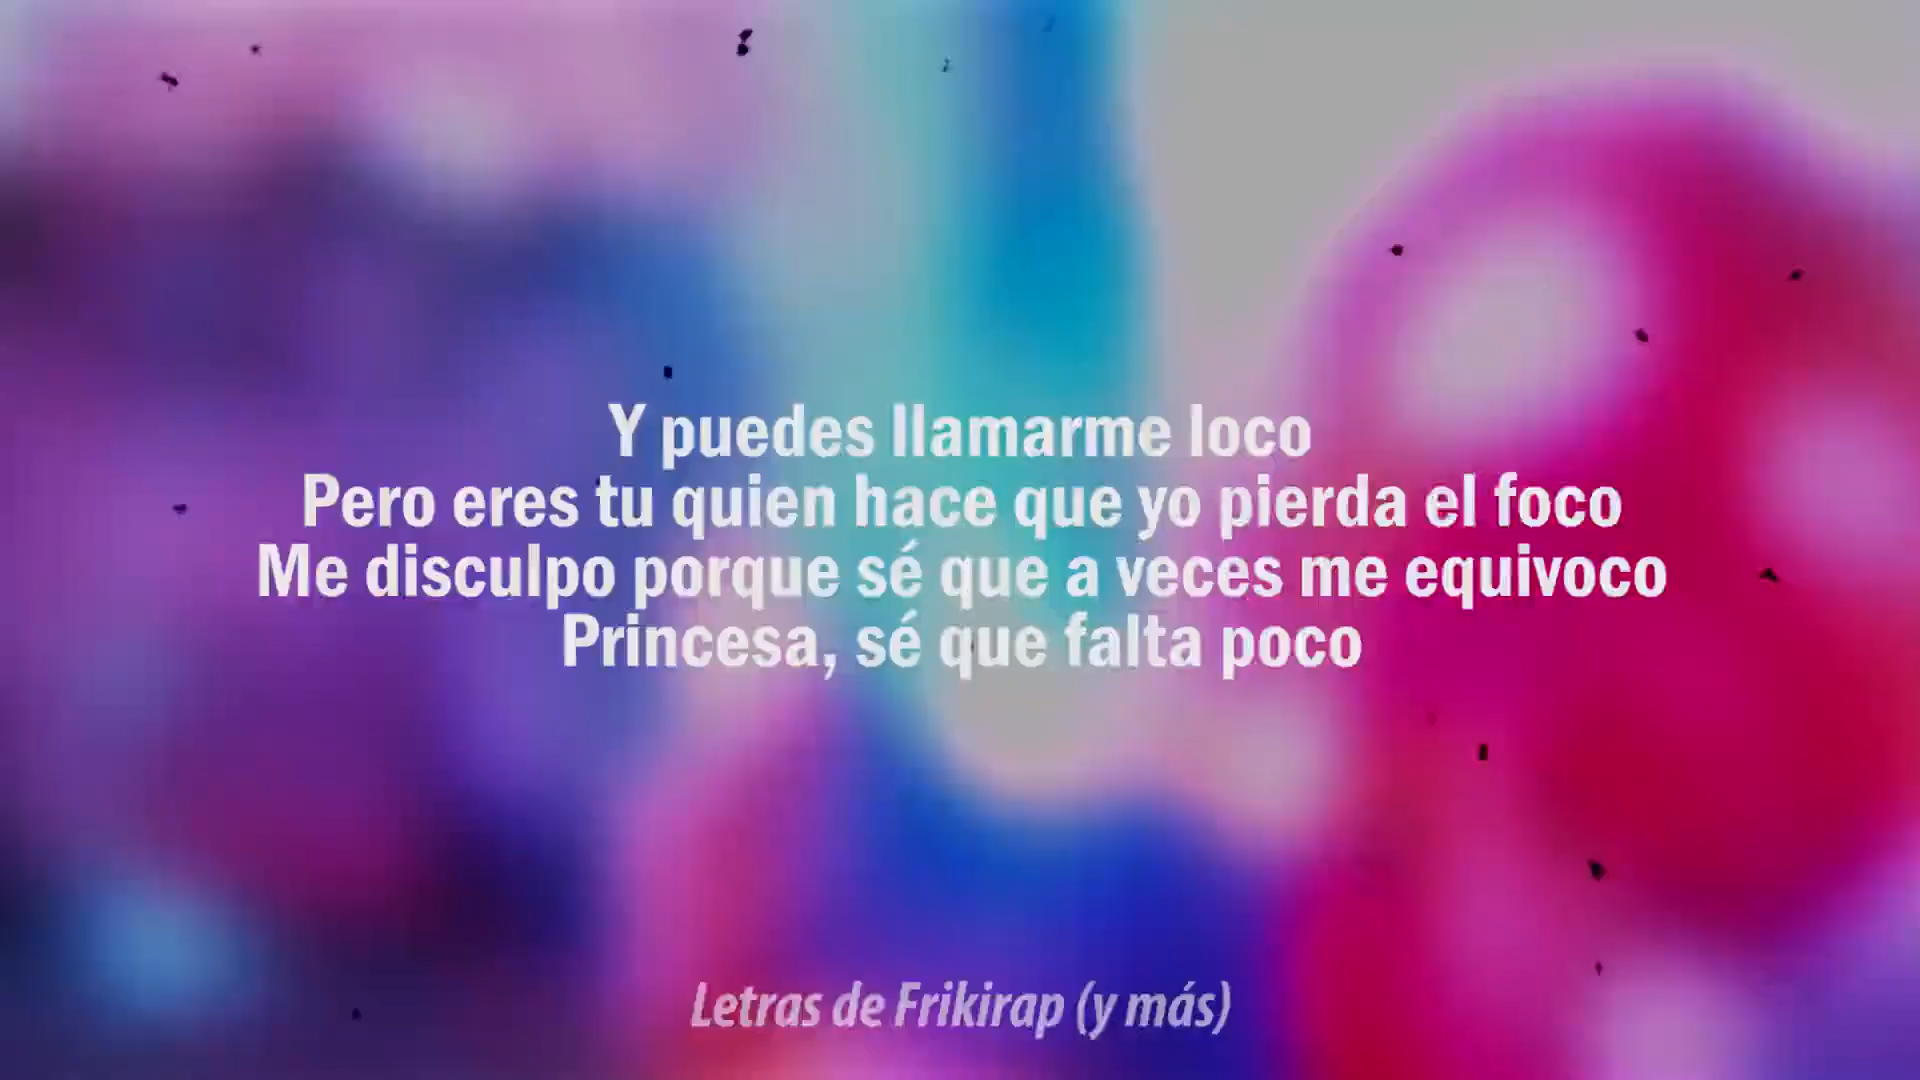 Y puedes llamarme loco
Pero eres tu quien hace que yo pierda el foco
Me disculpo porque sé que a veces me equivoco
Princesa, sé que falta poco
Letras de Frikirap (y más)